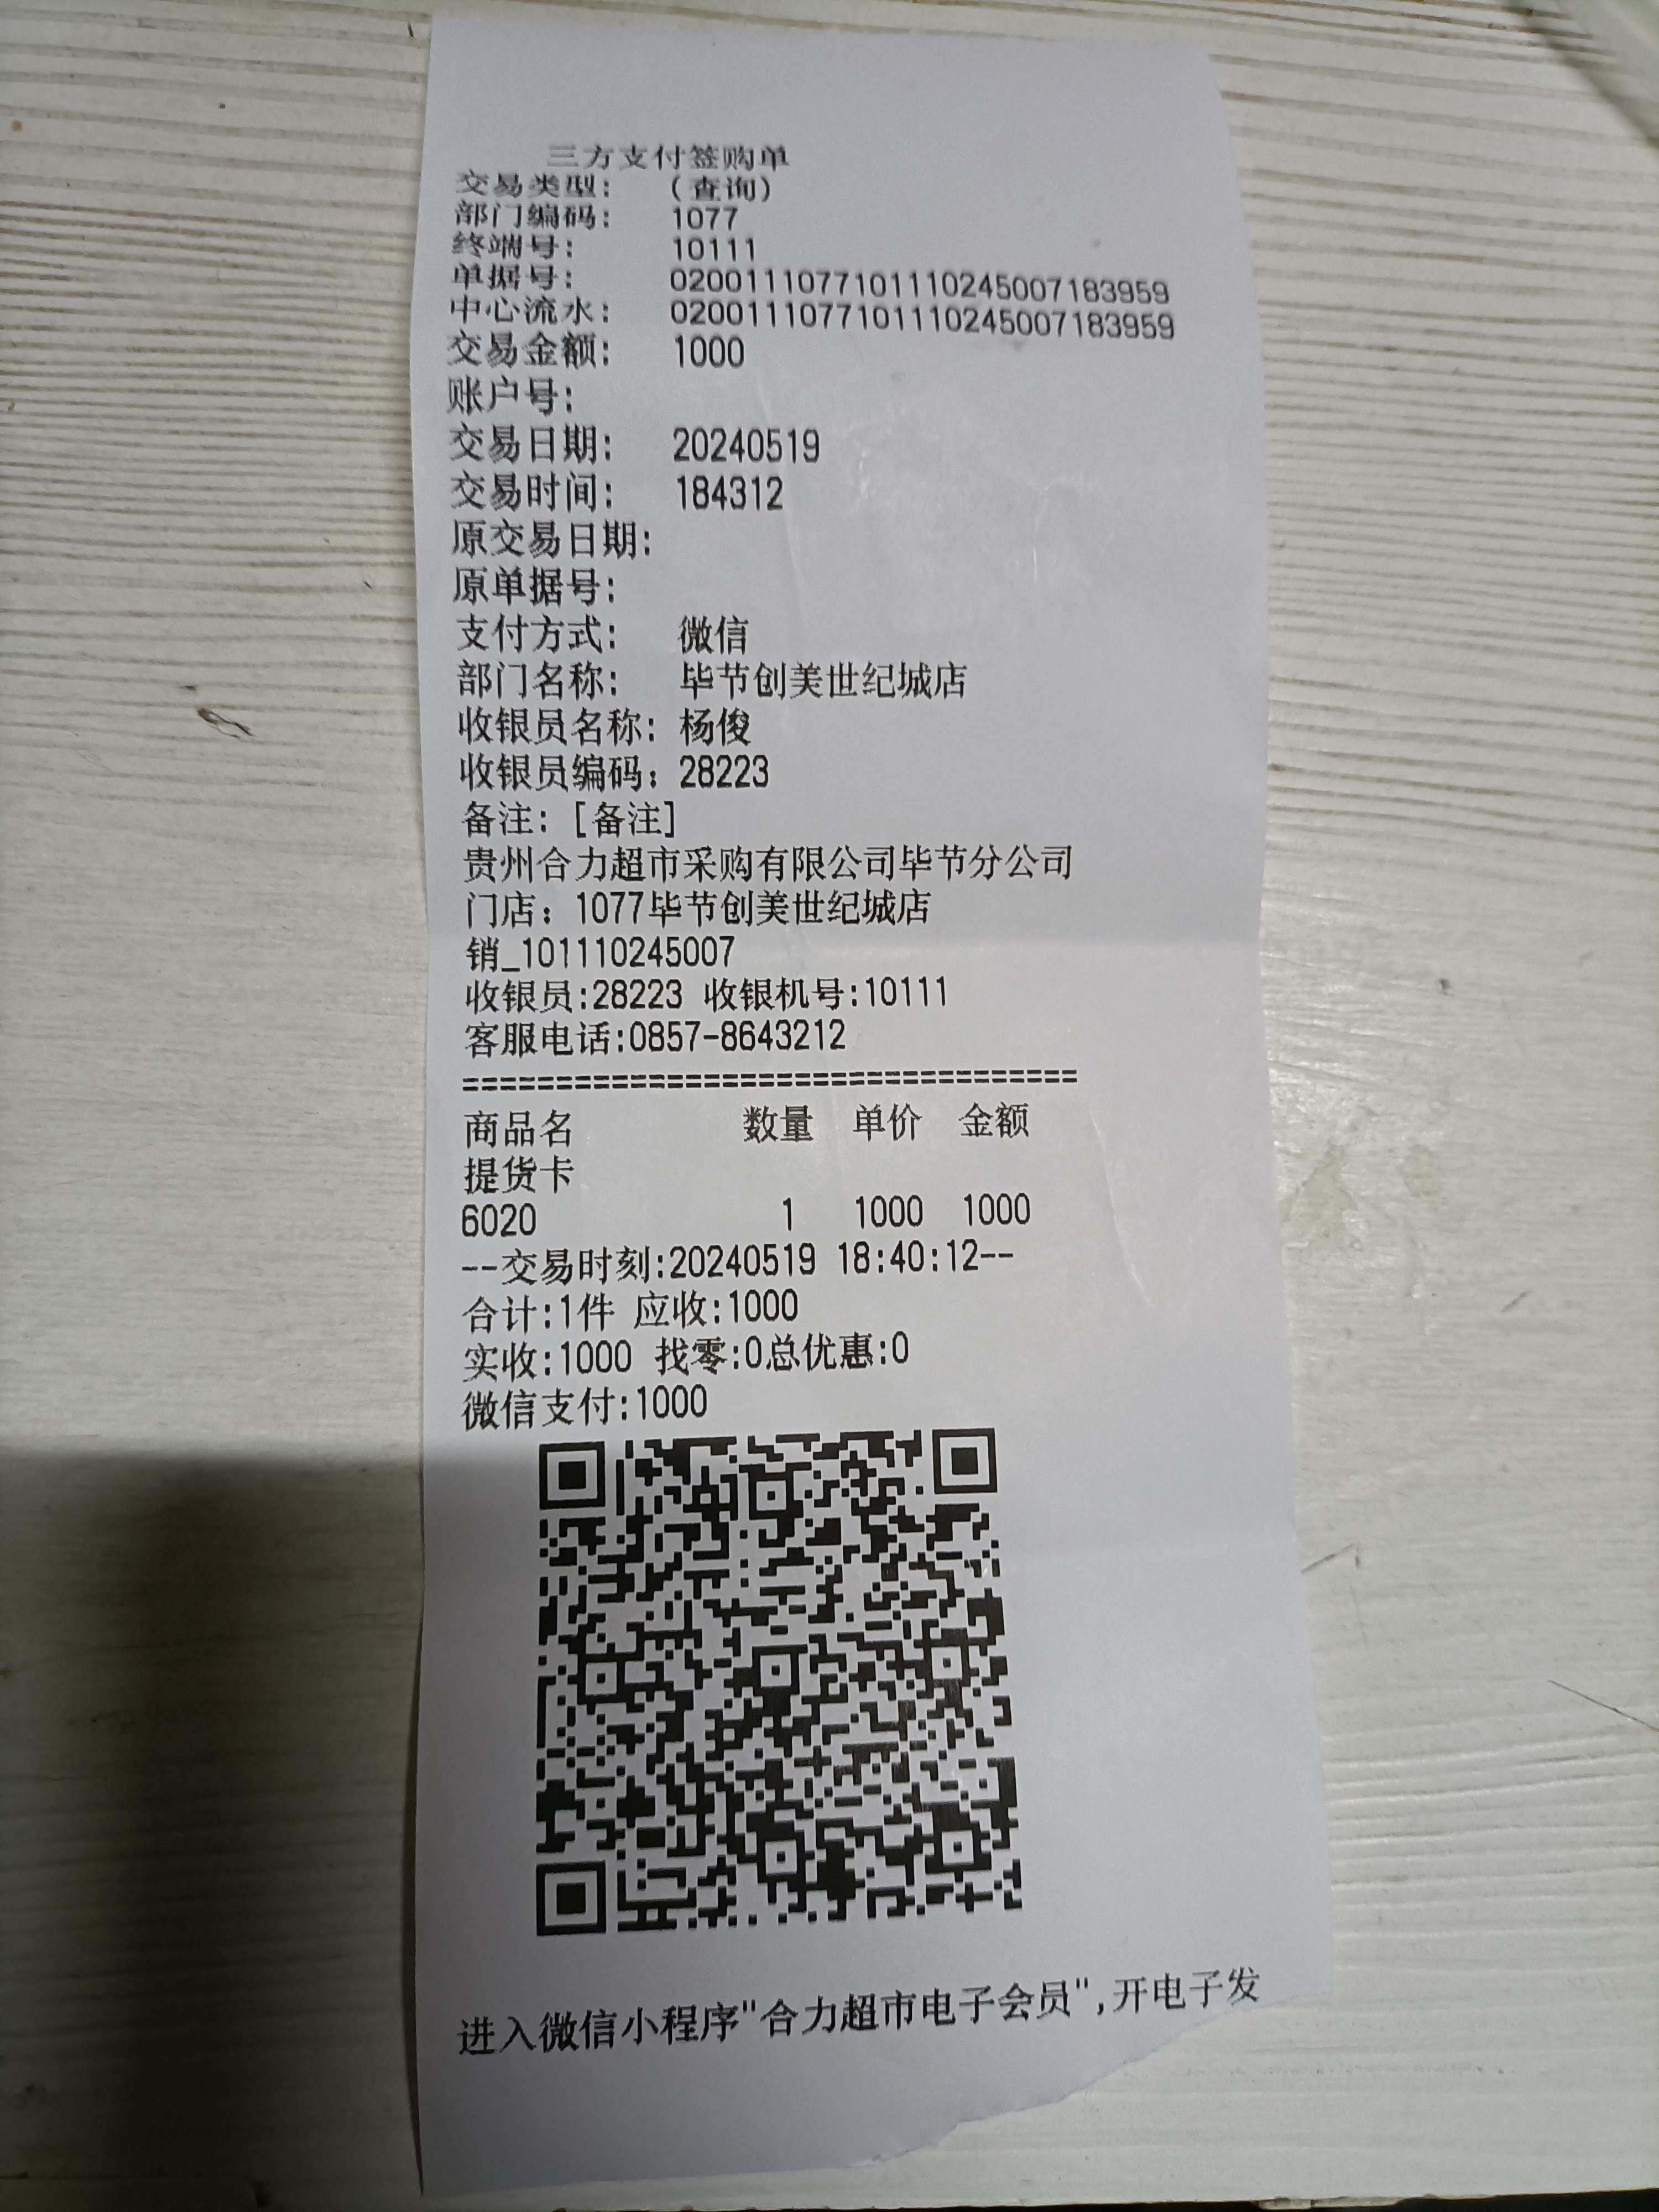 三方支付签购单
交易类型: (查询)
部门编码: 1077
终端号: 10111
单据号: 02001110771011102450071839​59
中心流水: 0200111077101110245007183959
交易金额: 1000
账户号:
交易日期: 20240519
交易时间: 184312
原交易日期:
原单据号:
支付方式: 微信
部门名称: 毕节创美世纪城店
收银员名称: 杨俊
收银员编码: 28223
备注: [备注]
贵州合力超市采购有限公司毕节分公司
门店: 1077毕节创美世纪城店
销_101110245007
收银员:28223 收银机号:10111
客服电话:0857-8643212
=================================
商品名 数量 单价 金额
提货卡
6020 1 1000 1000
--交易时刻:20240519 18:40:12--
合计:1件 应收:1000
实收:1000 找零:0总优惠:0
微信支付:1000
进入微信小程序"合力超市电子会员",开电子发